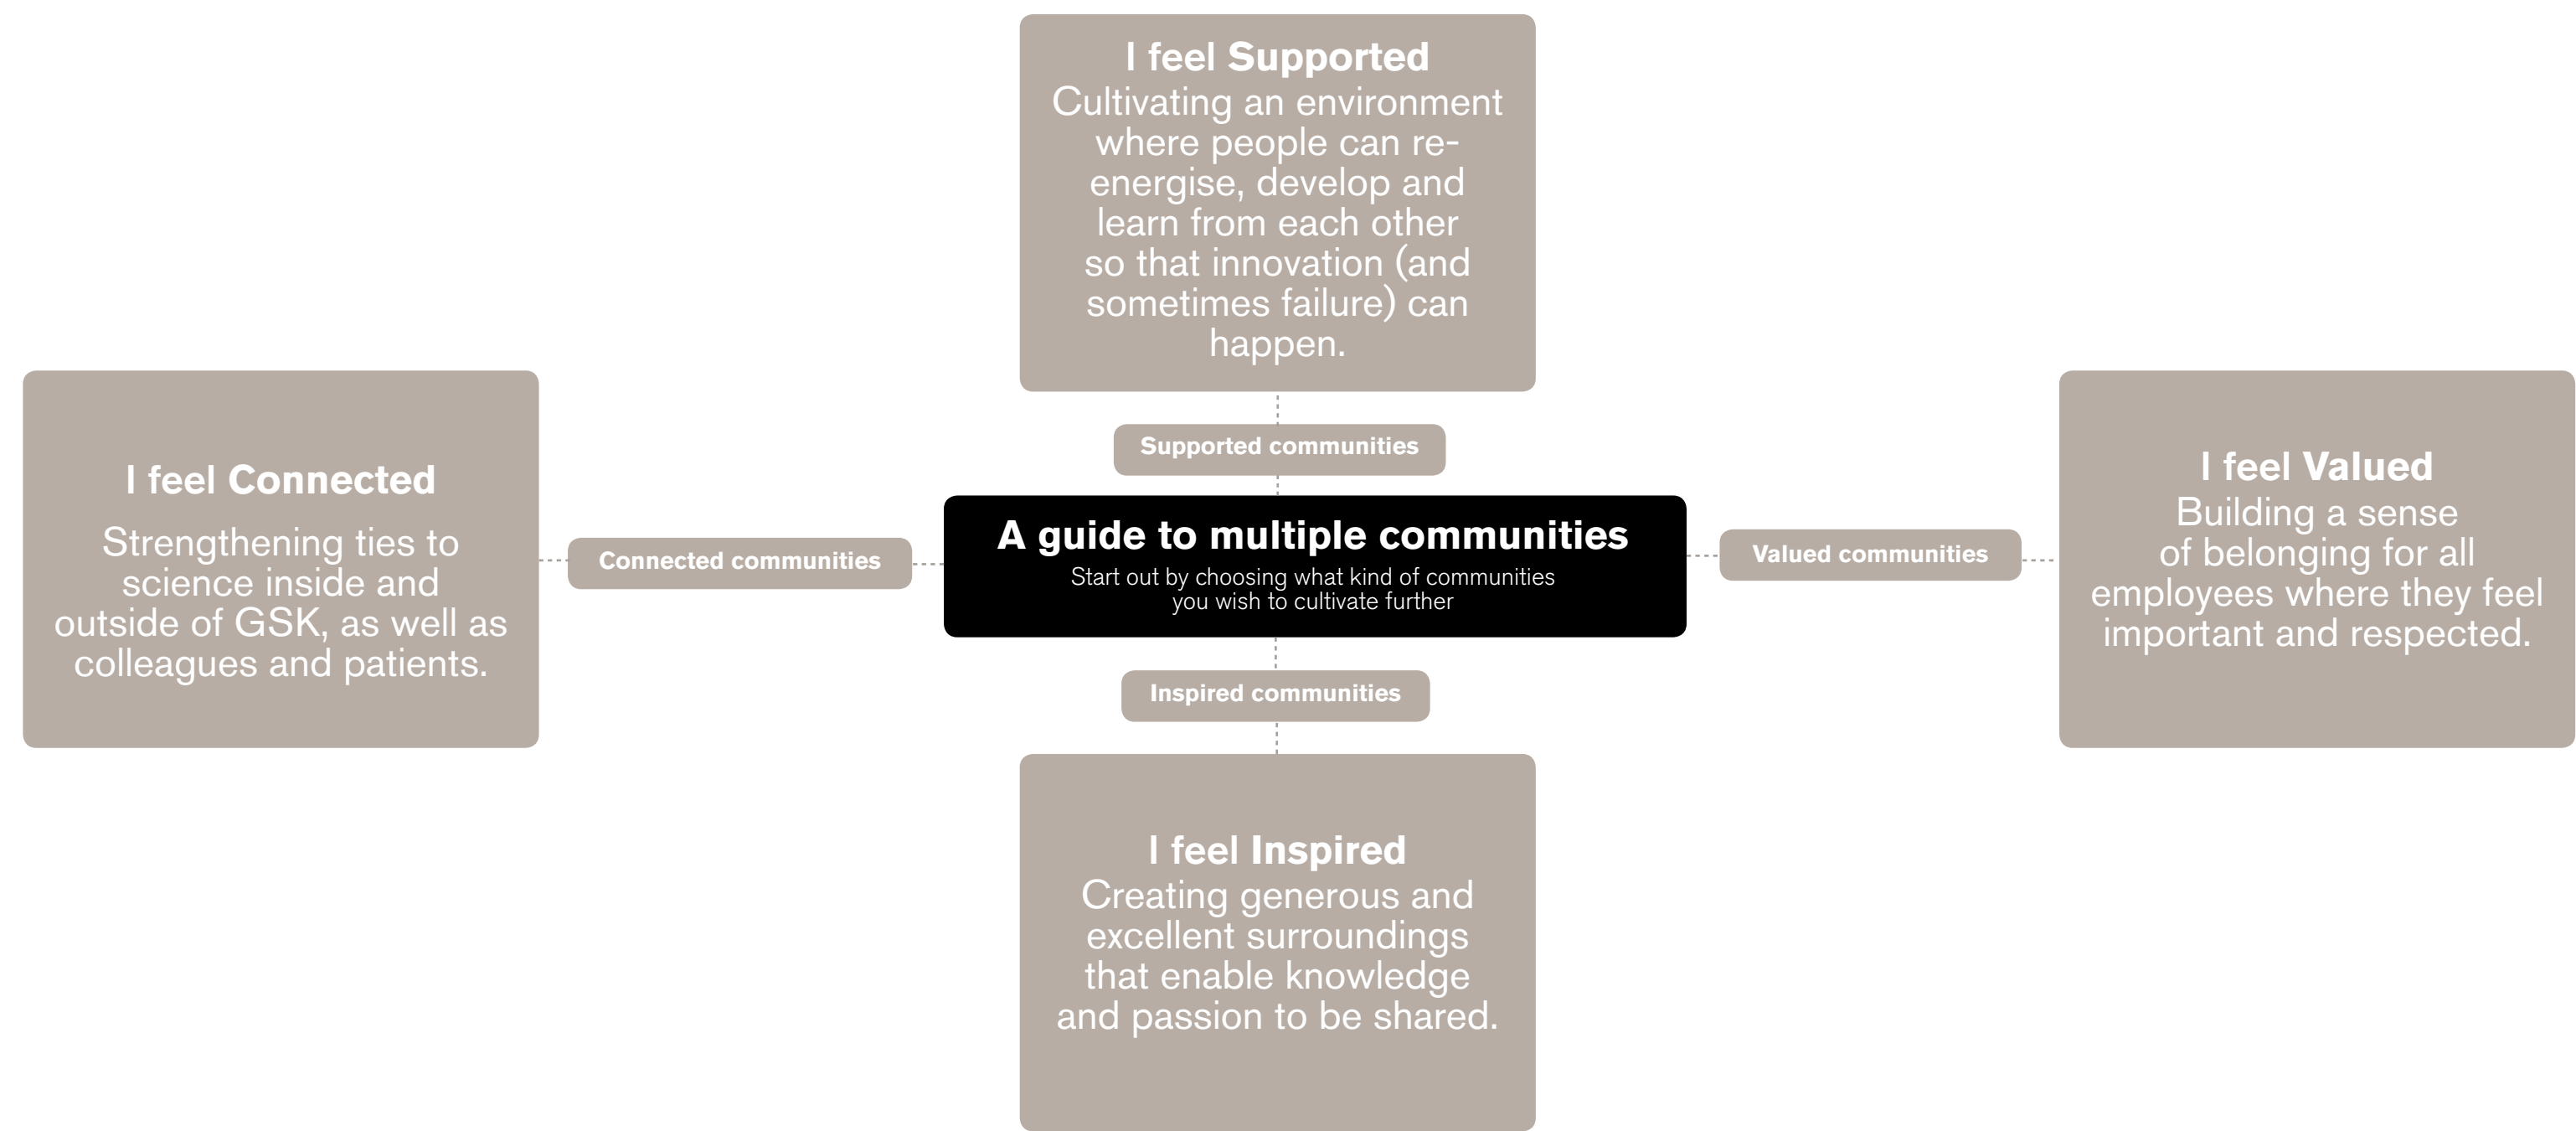 I feel Supported
Cultivating an environment
where people can re-
energise, develop and
learn from each other
so that innovation (and
sometimes failure) can
happen.
Supported communities
I feel Connected
Strengthening ties to
science inside and
outside of GSK, as well as
colleagues and patients.
Connected communities
A guide to multiple communities
Start out by choosing what kind of communities
you wish to cultivate further
Valued communities
I feel Valued
Building a sense
of belonging for all
employees where they feel
important and respected.
Inspired communities
I feel Inspired
Creating generous and
excellent surroundings
that enable knowledge
and passion to be shared.